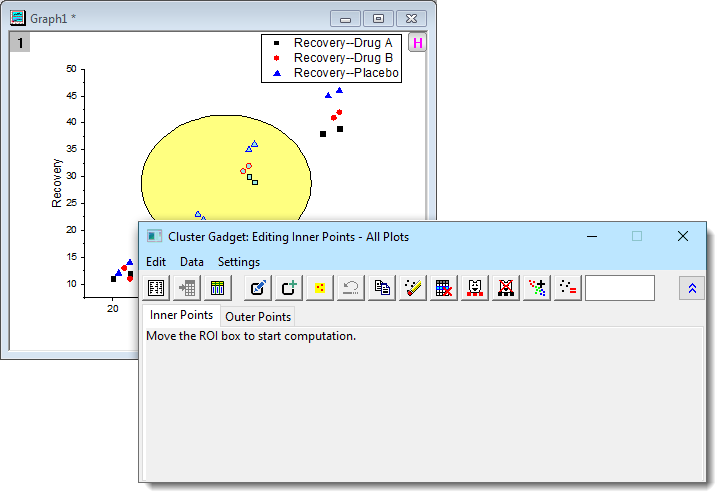 Graph1 *
1
H
Recovery--Drug A
Recovery--Drug B
Recovery--Placebo
50
45
40
35
30
25
20
15
10
Recovery
20
Cluster Gadget: Editing Inner Points - All Plots
Edit Data Settings
Inner Points Outer Points
Move the ROI box to start computation.